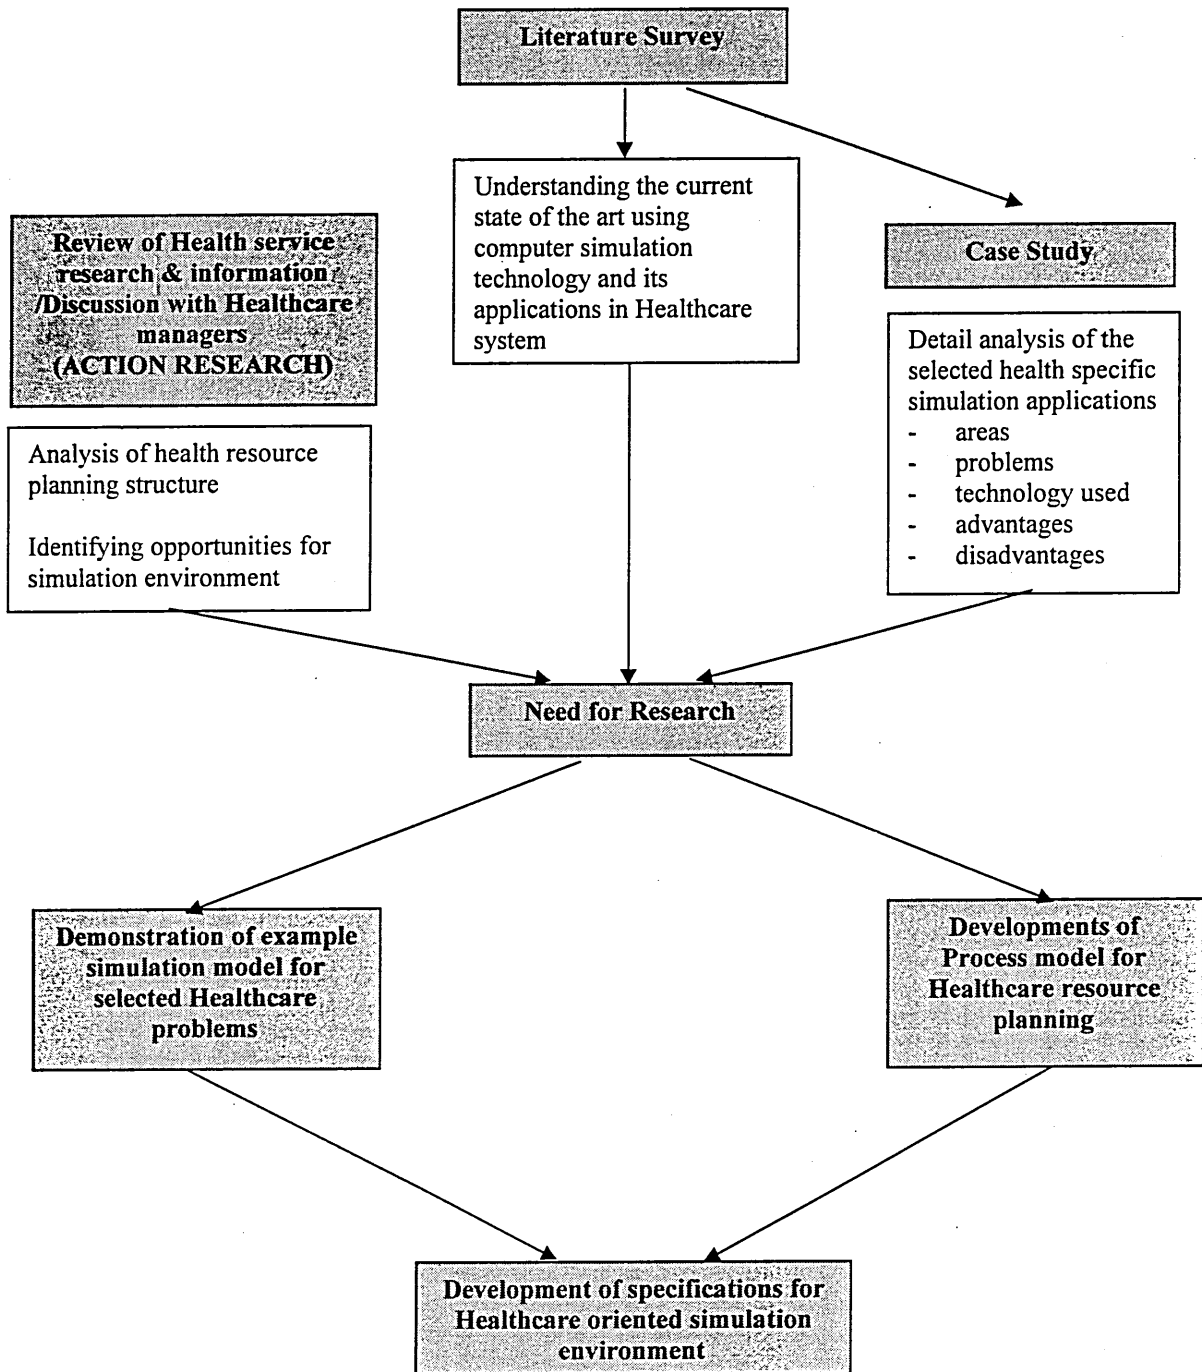 Literature Survey
Understanding the current
state of the art using
computer simulation
technology and its
applications in Healthcare
system
Review of Health service
research & information
/Discussion with Healthcare
managers
(ACTION RESEARCH)
Case Study
Analysis of health resource
planning structure
Identifying opportunities for
simulation environment
Detail analysis of the
selected health specific
simulation applications
- areas
- problems
- technology used
- advantages
- disadvantages
Need for Research
Demonstration of example
simulation model for
selected Healthcare
problems
Developments of
Process model for
Healthcare resource
planning
Development of specifications for
Healthcare oriented simulation
environment